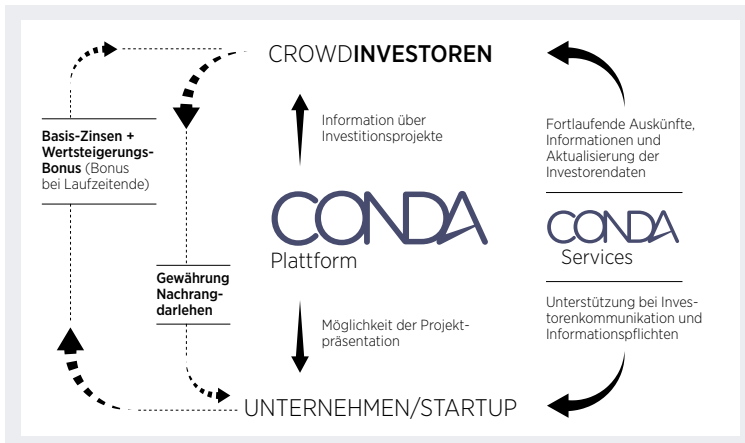 CROWDINVESTOREN
Basis-Zinsen +
Wertsteigerungs-
Bonus (Bonus
bei Laufzeitende)
Information über
Investitionsprojekte
Fortlaufende Auskünfte,
Informationen und
Aktualisierung der
Investorendaten
CONDA
Plattform
CONDA
Services
Gewährung
Nachrang-
darlehen
Möglichkeit der Projekt-
präsentation
Unterstützung bei Inves-
torenkommunikation und
Informationspflichten
UNTERNEHMEN/STARTUP